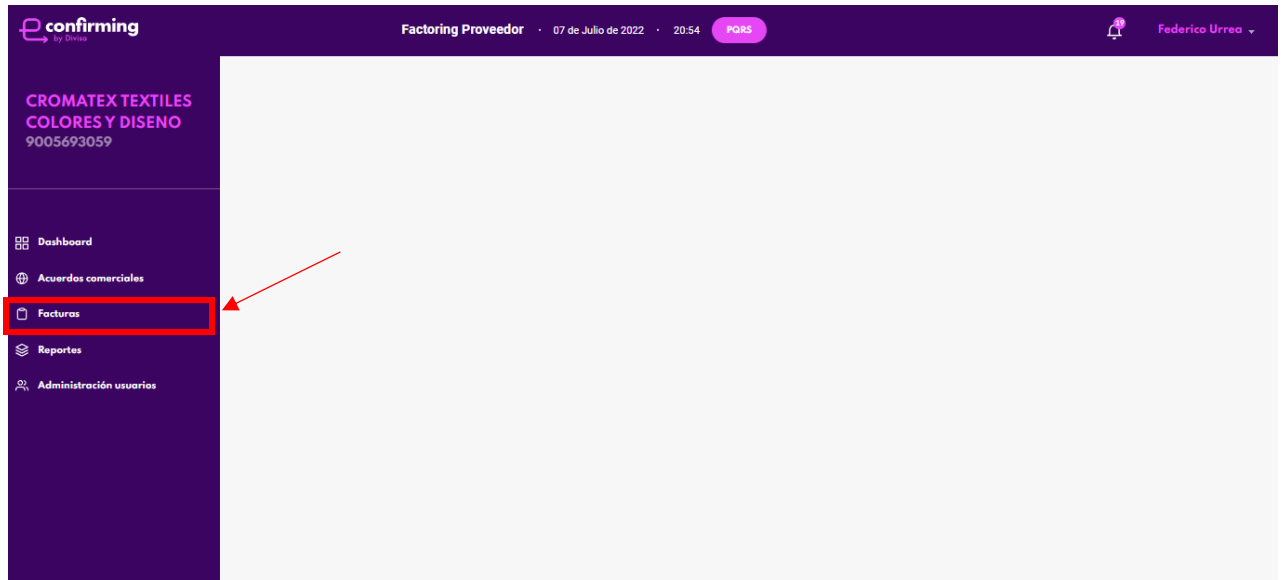 confirming
by Divisa
Factoring Proveedor · 07 de Julio de 2022 · 20:54 PQRS
19
Federico Urrea
CROMATEX TEXTILES
COLORES Y DISENO
9005693059
Dashboard
Acuerdos comerciales
Facturas
Reportes
Administración usuarios